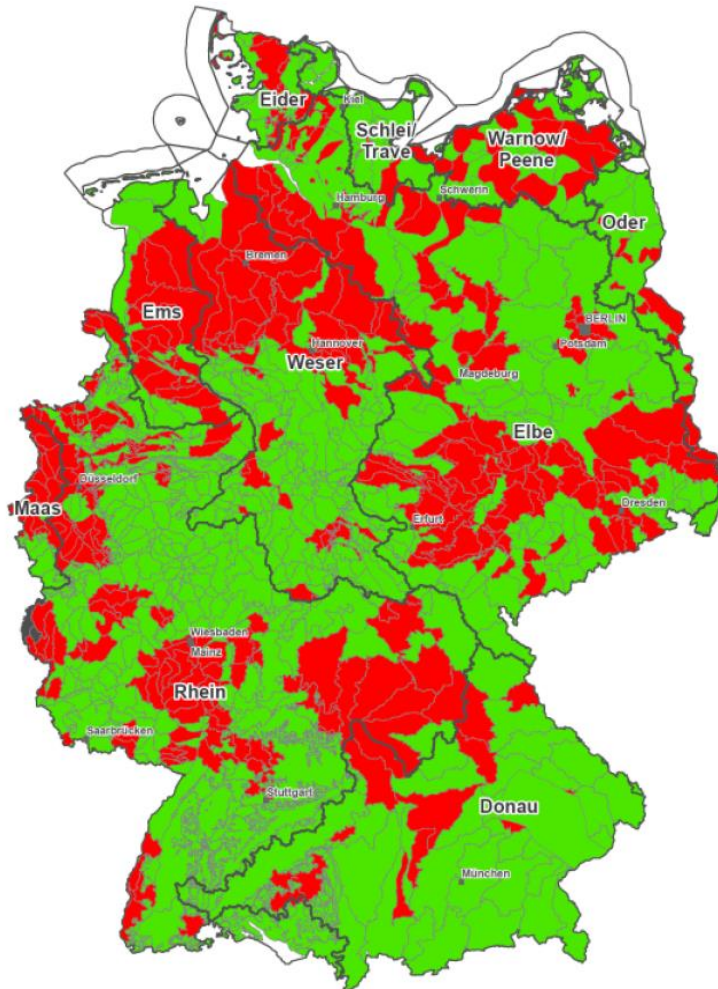 Kiel
Eider
Schlei/
Trave
Warnow/
Peene
Hamburg
Schwerin
Oder
Bremen
Ems
BERLIN
Potsdam
Hannover
Weser
Magdeburg
Elbe
Düsseldorf
Maas
Dresden
Erfurt
Wiesbaden
Mainz
Rhein
Saarbrücken
Stuttgart
Donau
München